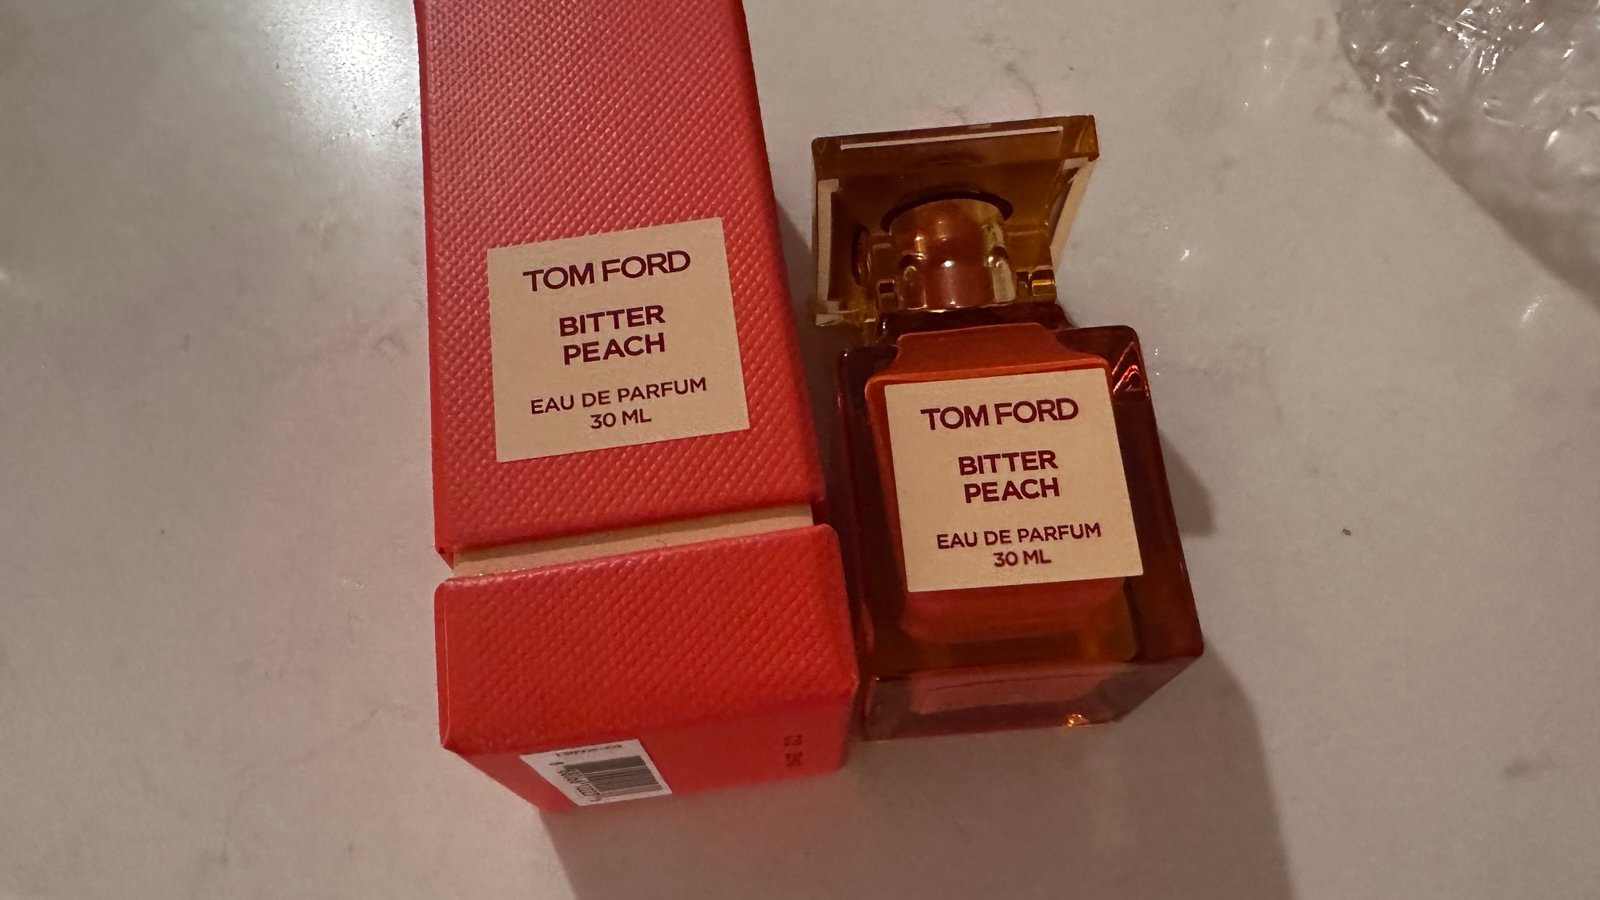 TOM FORD
BITTER
PEACH
EAU DE PARFUM
30 ML
TOM FORD
BITTER
PEACH
EAU DE PARFUM
30 ML